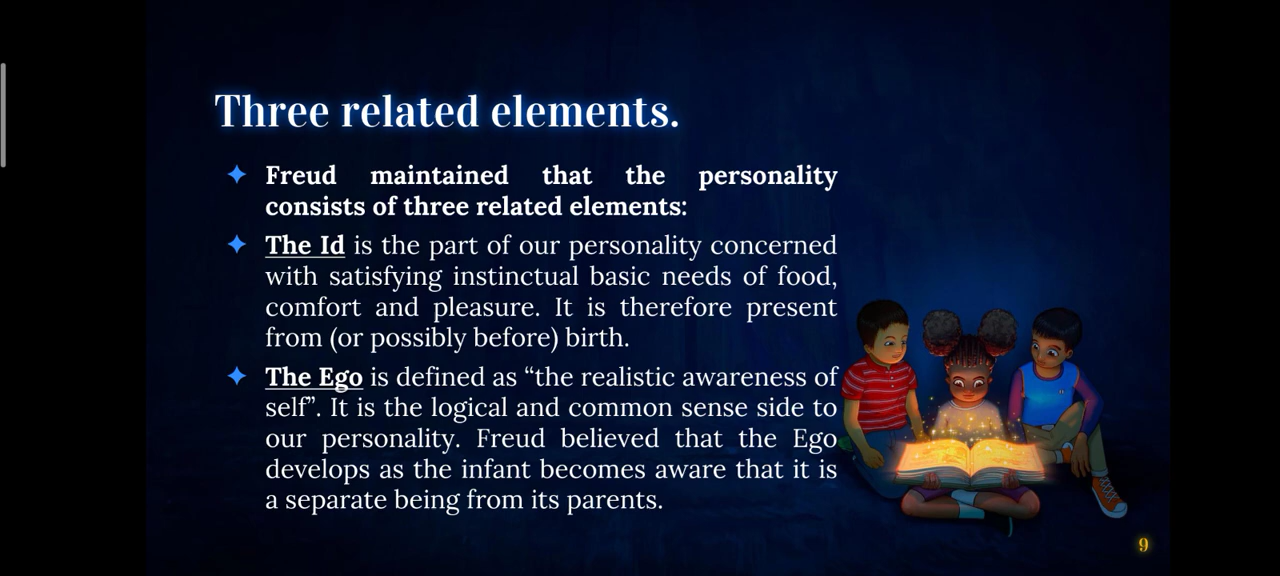 Three related elements.
Freud maintained that the personality
consists of three related elements:
The Id is the part of our personality concerned
with satisfying instinctual basic needs of food,
comfort and pleasure. It is therefore present
from (or possibly before) birth.
The Ego is defined as “the realistic awareness of
self”. It is the logical and common sense side to
our personality. Freud believed that the Ego
develops as the infant becomes aware that it is
a separate being from its parents.
9